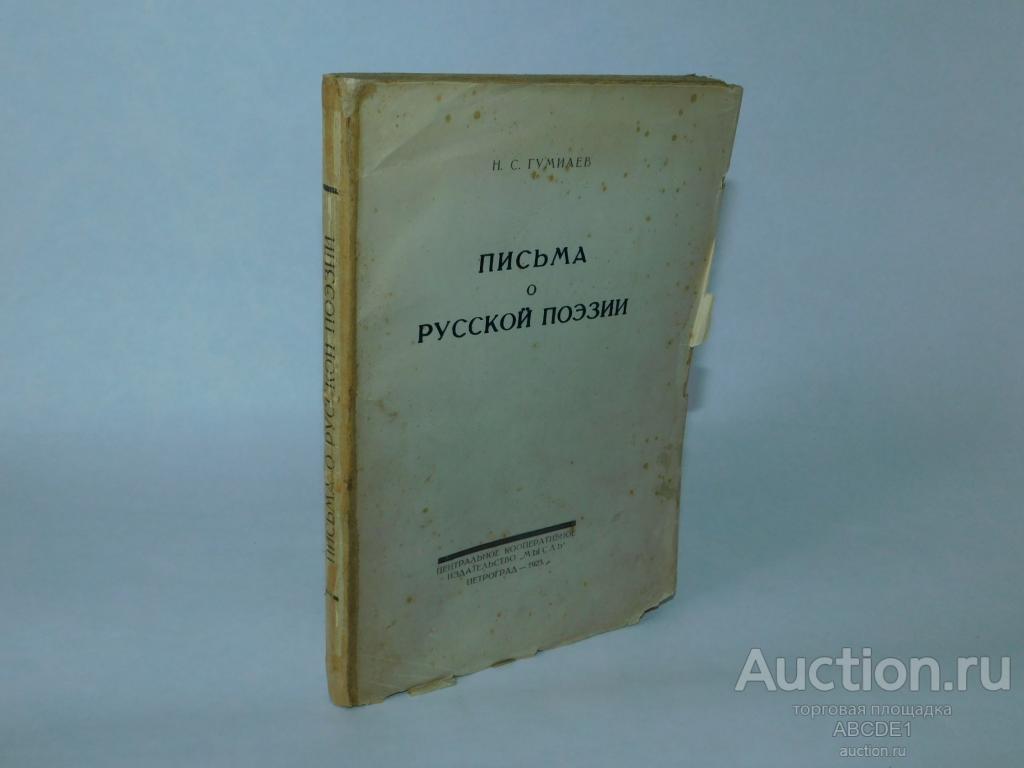 Н. С. ГУМИЛЕВ
ПИСЬМА
О
РУССКОЙ ПОЭЗИИ
ЦЕНТРАЛЬНОЕ КООПЕРАТИВНОЕ
ИЗДАТЕЛЬСТВО „МЫСЛЬ“
ПЕТРОГРАД — 1923
ПИСЬМА О РУССКОЙ ПОЭЗИИ
Auction.ru
торговая площадка
ABCDE1
auction.ru